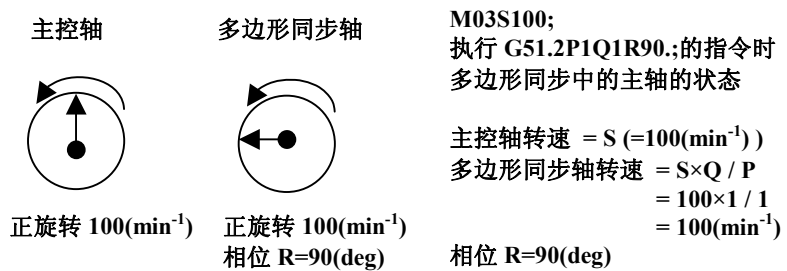 主控轴
多边形同步轴
正旋转 100(min⁻¹)
正旋转 100(min⁻¹)
相位 R=90(deg)
M03S100;
执行 G51.2P1Q1R90.;的指令时
多边形同步中的主轴的状态
主控轴转速 = S (=100(min⁻¹) )
多边形同步轴转速 = S×Q / P
= 100×1 / 1
= 100(min⁻¹)
相位 R=90(deg)